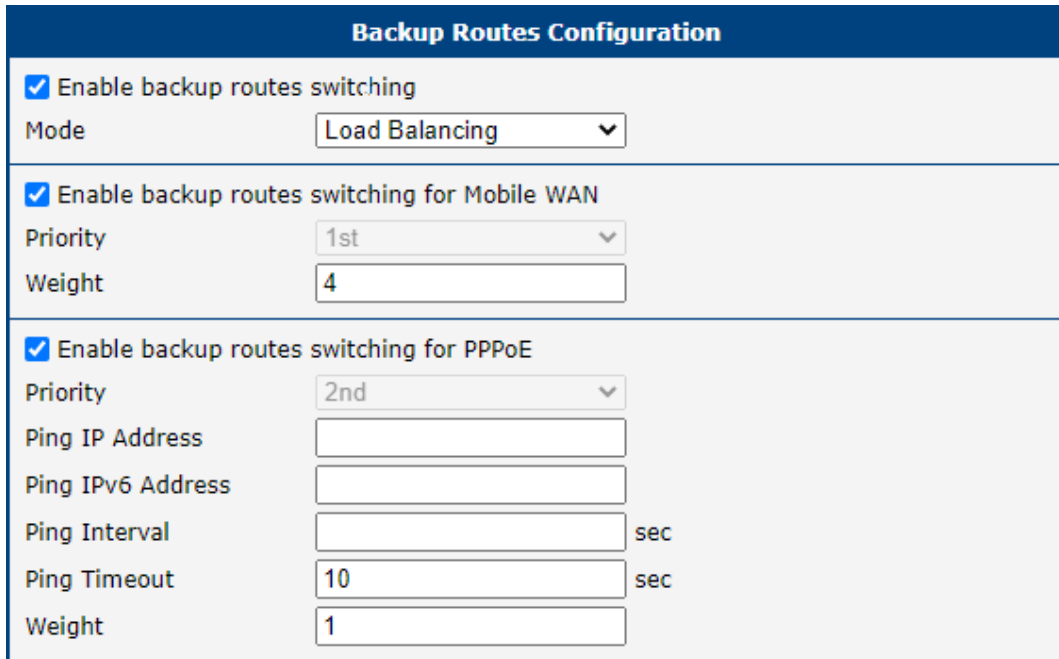 Backup Routes Configuration
Enable backup routes switching
Mode Load Balancing
Enable backup routes switching for Mobile WAN
Priority 1st
Weight 4
Enable backup routes switching for PPPoE
Priority 2nd
Ping IP Address
Ping IPv6 Address
Ping Interval sec
Ping Timeout 10 sec
Weight 1